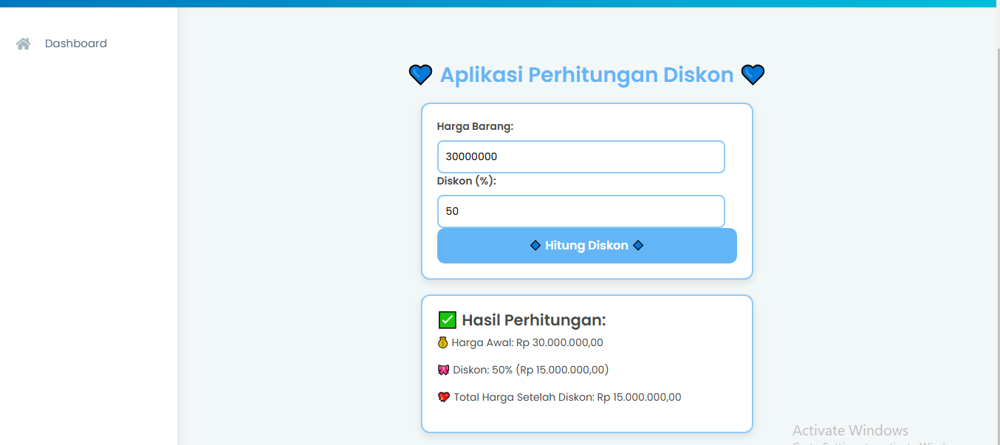 Dashboard
💙 Aplikasi Perhitungan Diskon 💙
Harga Barang:
30000000
Diskon (%):
50
🔹 Hitung Diskon 🔹
✅ Hasil Perhitungan:
💰 Harga Awal: Rp 30.000.000,00
🎀 Diskon: 50% (Rp 15.000.000,00)
💖 Total Harga Setelah Diskon: Rp 15.000.000,00
Activate Windows